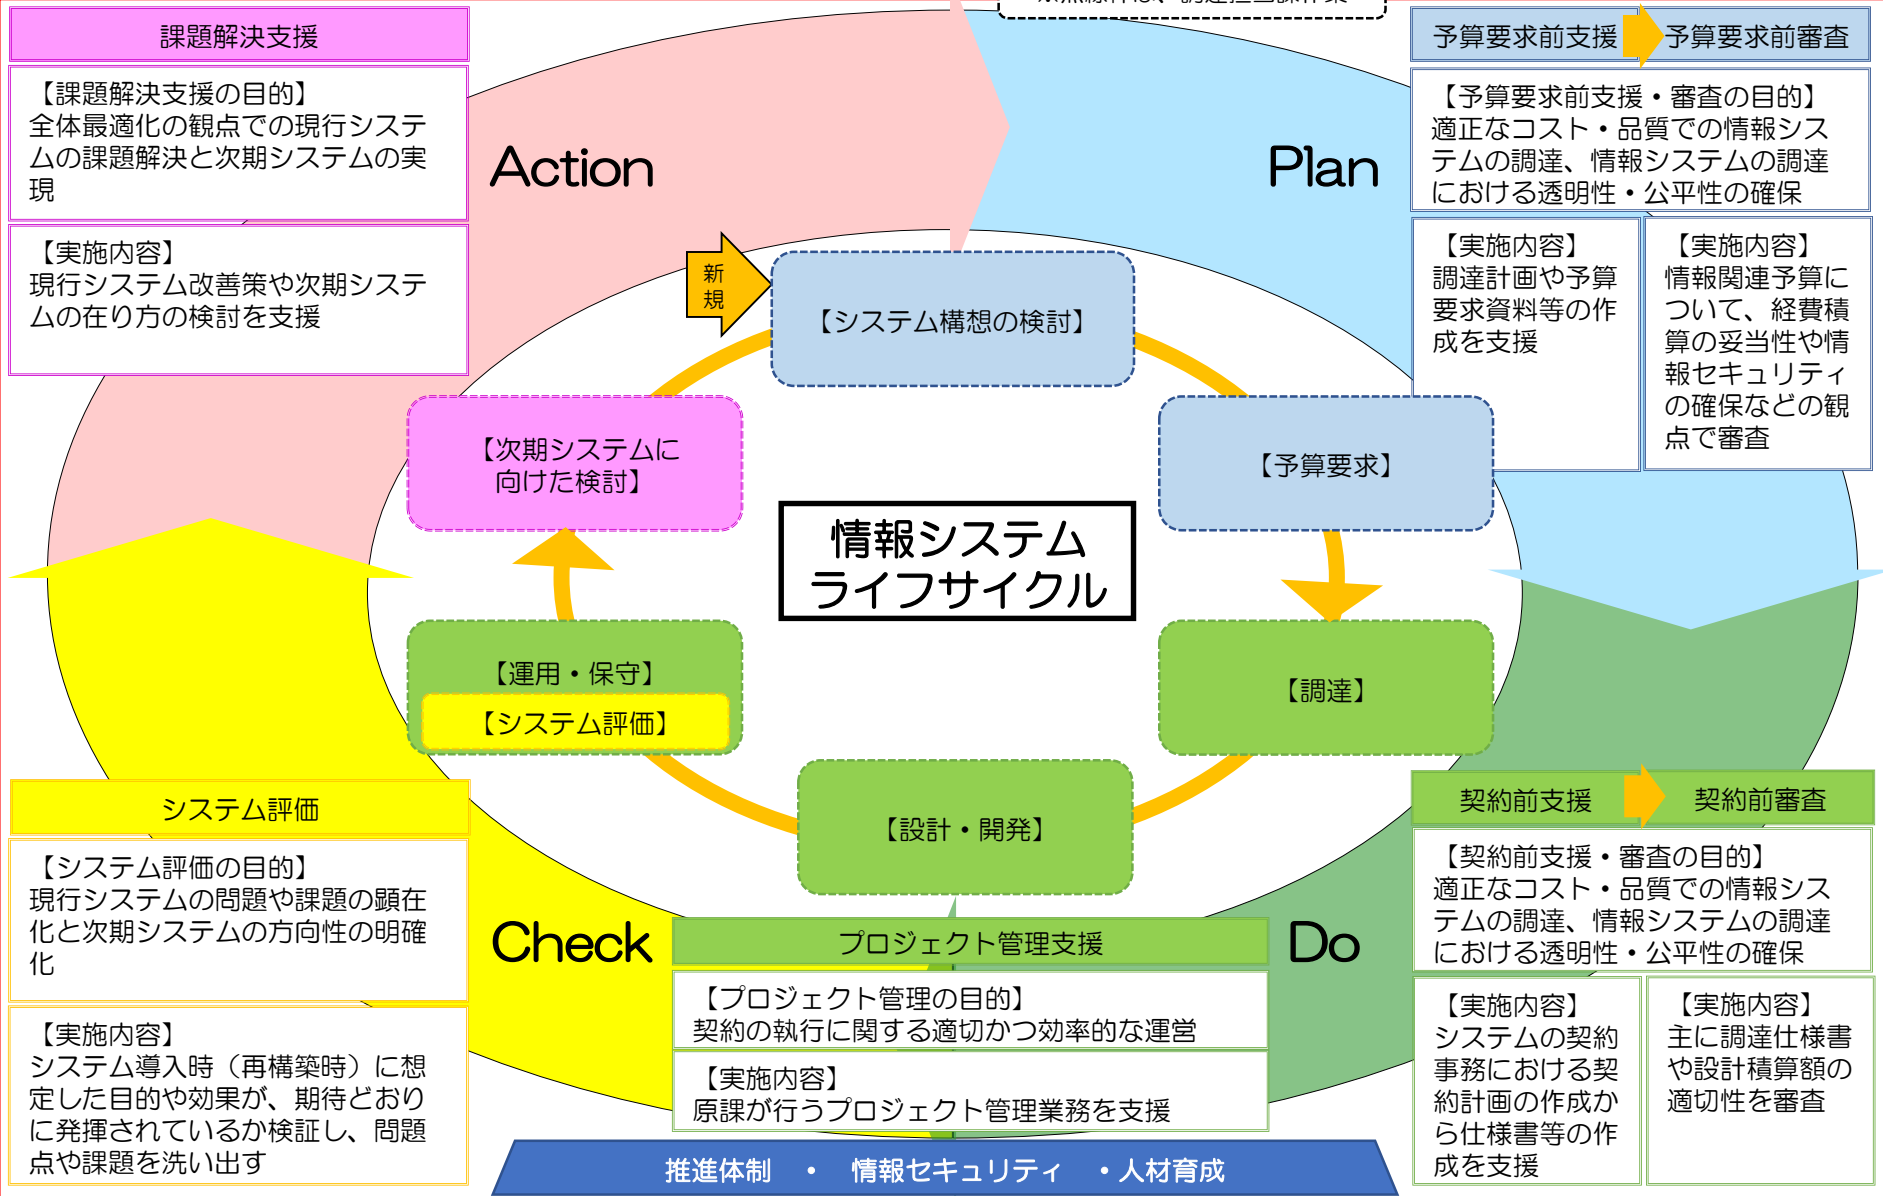 課題解決支援
【課題解決支援の目的】
全体最適化の観点での現行システ
ムの課題解決と次期システムの実
現
【実施内容】
現行システム改善策や次期システ
ムの在り方の検討を支援
Action
Plan
予算要求前支援
予算要求前審査
【予算要求前支援・審査の目的】
適正なコスト・品質での情報シス
テムの調達、情報システムの調達
における透明性・公平性の確保
【実施内容】
調達計画や予算
要求資料等の作
成を支援
【実施内容】
情報関連予算に
ついて、経費積
算の妥当性や情
報セキュリティ
の確保などの観
点で審査
新
規
【システム構想の検討】
【次期システムに
向けた検討】
【予算要求】
情報システム
ライフサイクル
【運用・保守】
【システム評価】
【調達】
【設計・開発】
システム評価
【システム評価の目的】
現行システムの問題や課題の顕在
化と次期システムの方向性の明確
化
【実施内容】
システム導入時（再構築時）に想
定した目的や効果が、期待どおり
に発揮されているか検証し、問題
点や課題を洗い出す
Check
Do
プロジェクト管理支援
【プロジェクト管理の目的】
契約の執行に関する適切かつ効率的な運営
【実施内容】
原課が行うプロジェクト管理業務を支援
契約前支援
契約前審査
【契約前支援・審査の目的】
適正なコスト・品質での情報シス
テムの調達、情報システムの調達
における透明性・公平性の確保
【実施内容】
システムの契約
事務における契
約計画の作成か
ら仕様書等の作
成を支援
【実施内容】
主に調達仕様書
や設計積算額の
適切性を審査
推進体制　・　情報セキュリティ　・人材育成